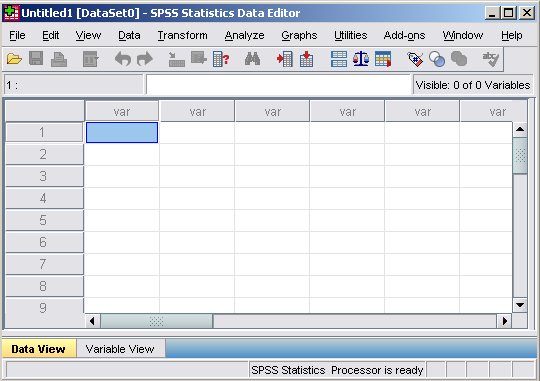 Untitled1 [DataSet0] - SPSS Statistics Data Editor
File Edit View Data Transform Analyze Graphs Utilities Add-ons Window Help
1 : Visible: 0 of 0 Variables
var var var var var var
1
2
3
4
5
6
7
8
9
Data View Variable View
SPSS Statistics Processor is ready